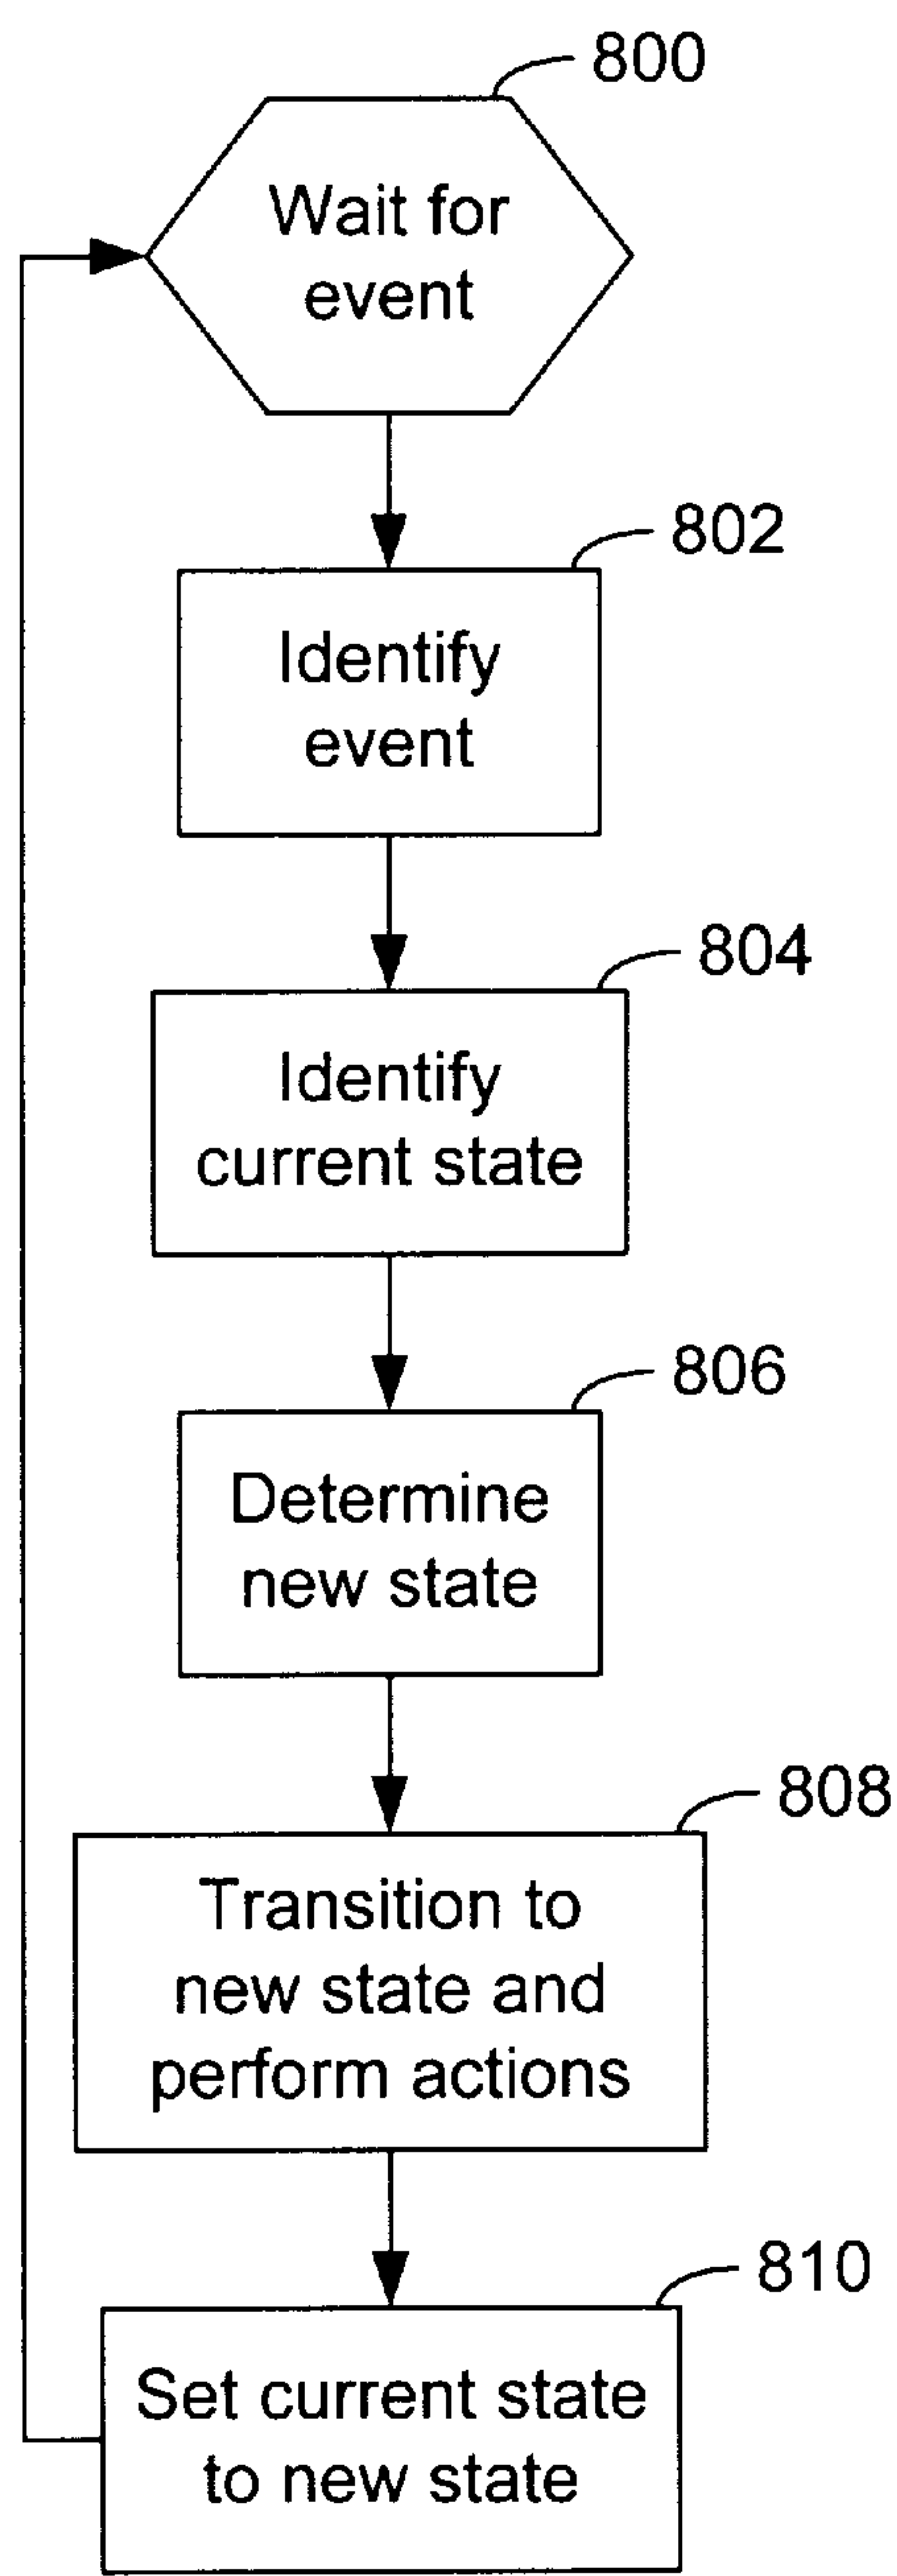 800
Wait for
event
802
Identify
event
804
Identify
current state
806
Determine
new state
808
Transition to
new state and
perform actions
810
Set current state
to new state